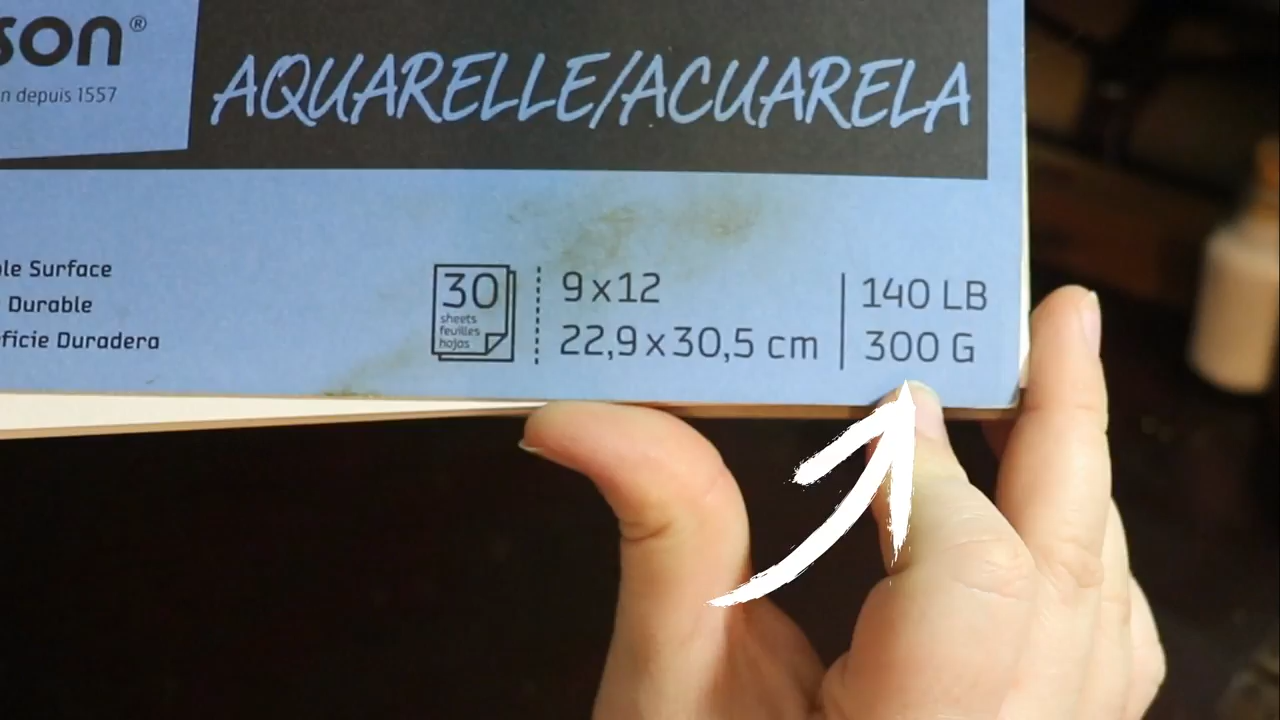 son®
n depuis 1557
AQUARELLE/ACUARELA
le Surface
Durable
ficie Duradera
30
sheets
feuilles
hojas
9x12
22,9x30,5 cm
140 LB
300 G